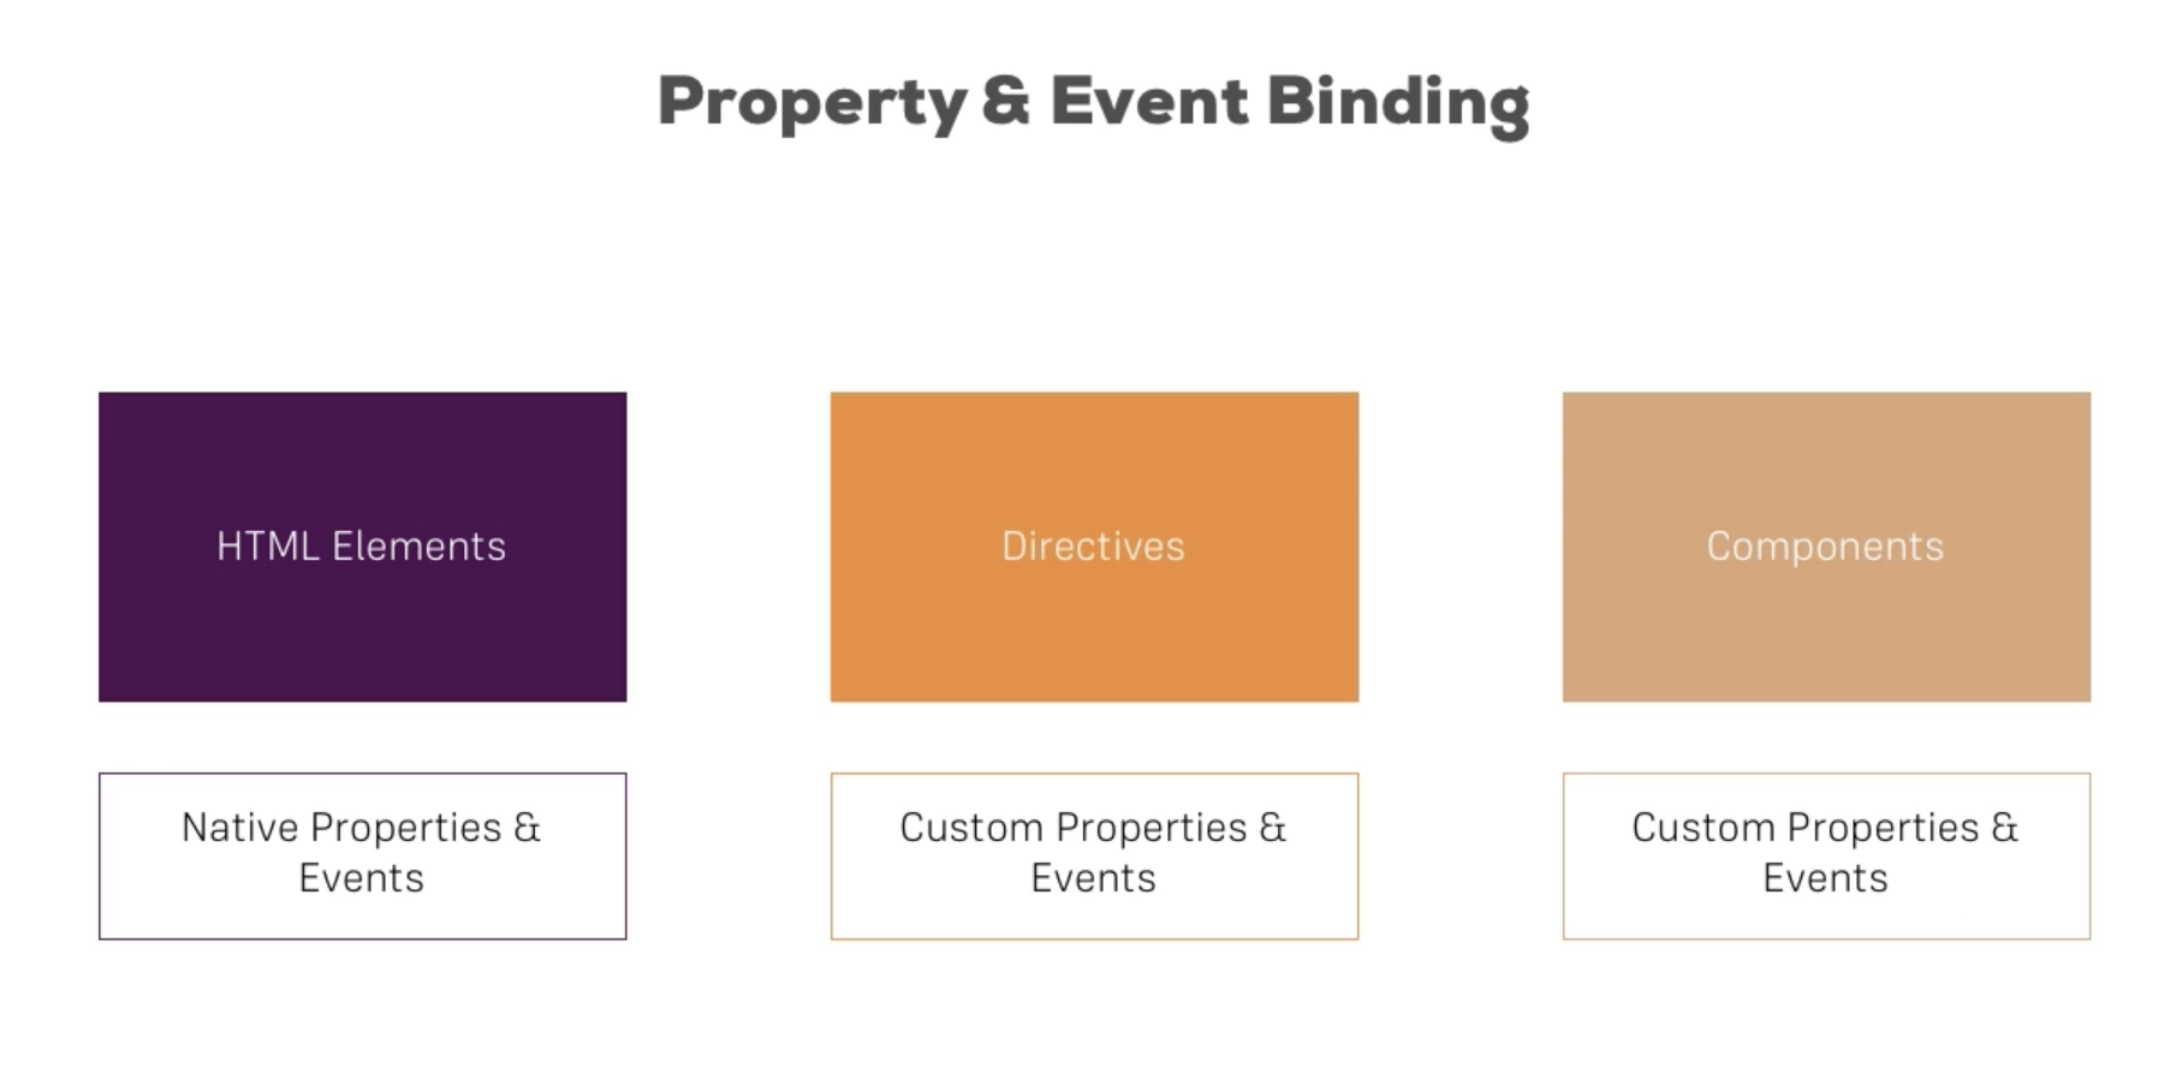 Property & Event Binding
HTML Elements
Directives
Components
Native Properties &
Events
Custom Properties &
Events
Custom Properties &
Events